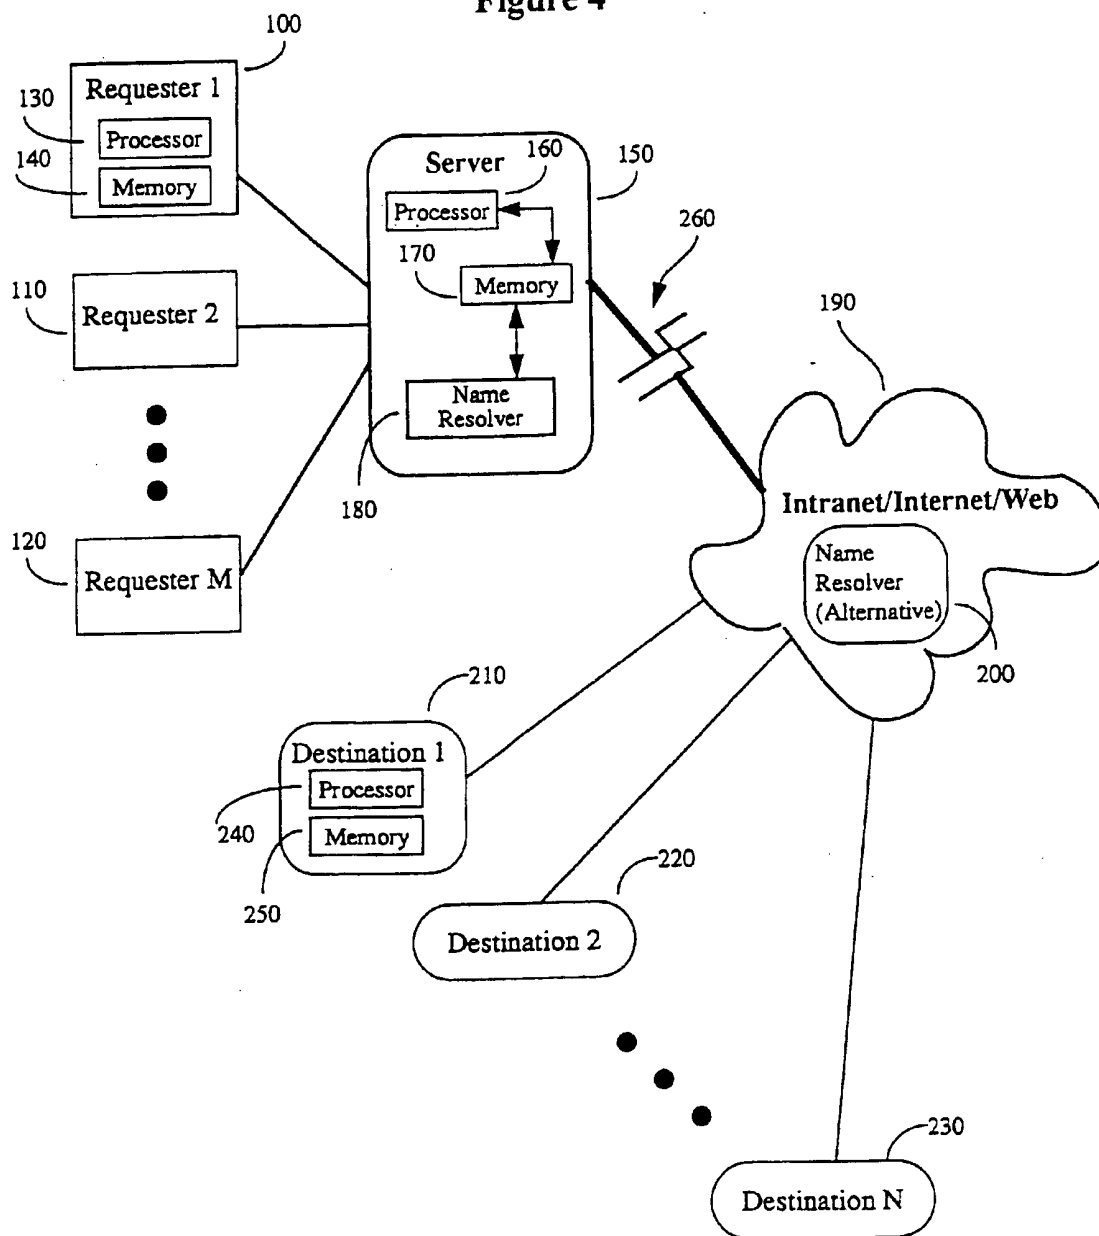 Figure 4
100
Requester 1
130
Processor
140
Memory
Server
160
150
Processor
260
170
Memory
110
Requester 2
190
Name
Resolver
180
Intranet/Internet/Web
120
Requester M
Name
Resolver
(Alternative)
200
210
Destination 1
Processor
240
Memory
250
220
Destination 2
230
Destination N